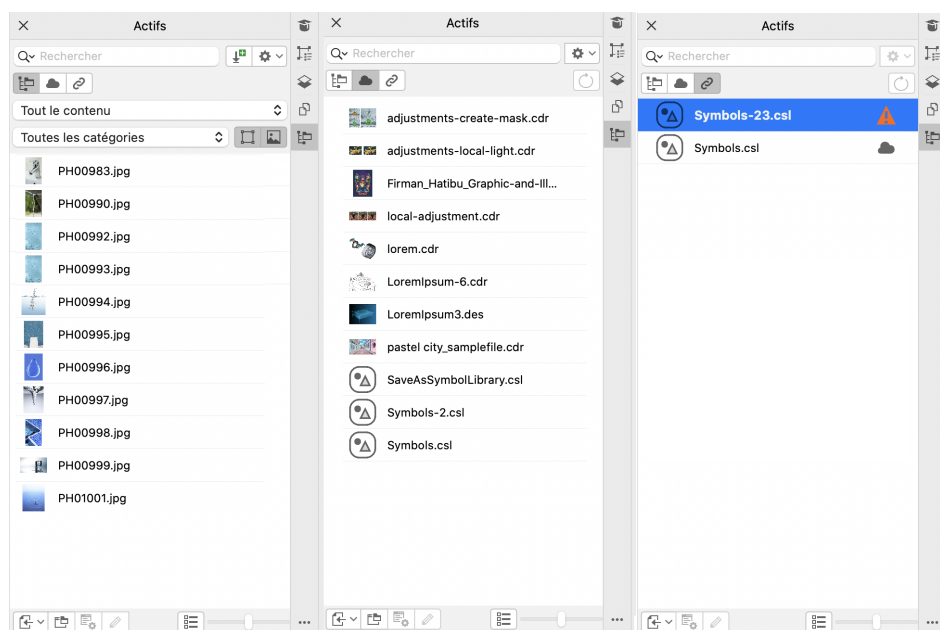 Actifs
Rechercher
Tout le contenu
Toutes les catégories
PH00983.jpg
PH00990.jpg
PH00992.jpg
PH00993.jpg
PH00994.jpg
PH00995.jpg
PH00996.jpg
PH00997.jpg
PH00998.jpg
PH00999.jpg
PH01001.jpg
Actifs
Rechercher
adjustments-create-mask.cdr
adjustments-local-light.cdr
Firman_Hatibu_Graphic-and-Ill...
local-adjustment.cdr
lorem.cdr
LoremIpsum-6.cdr
LoremIpsum3.des
pastel city_samplefile.cdr
SaveAsSymbolLibrary.csl
Symbols-2.csl
Symbols.csl
Actifs
Rechercher
Symbols-23.csl
Symbols.csl